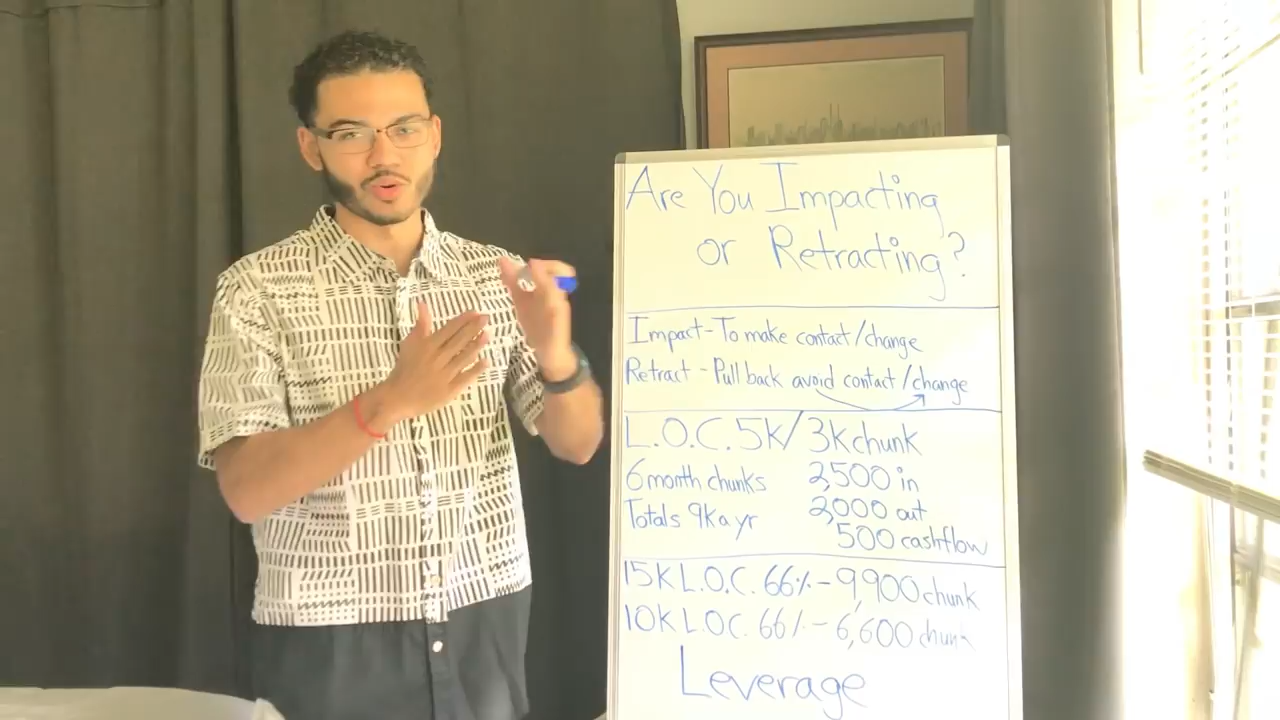 Are You Impacting
or Retracting?
Impact - To make contact/change
Retract - Pull back avoid contact/change
L.O.C. 5K/3K chunk
6 month chunks 2,500 in
Totals 9K a yr 2,000 out
500 cashflow
15K L.O.C. 66% - 9,900 chunk
10K L.O.C. 66% - 6,600 chunk
Leverage